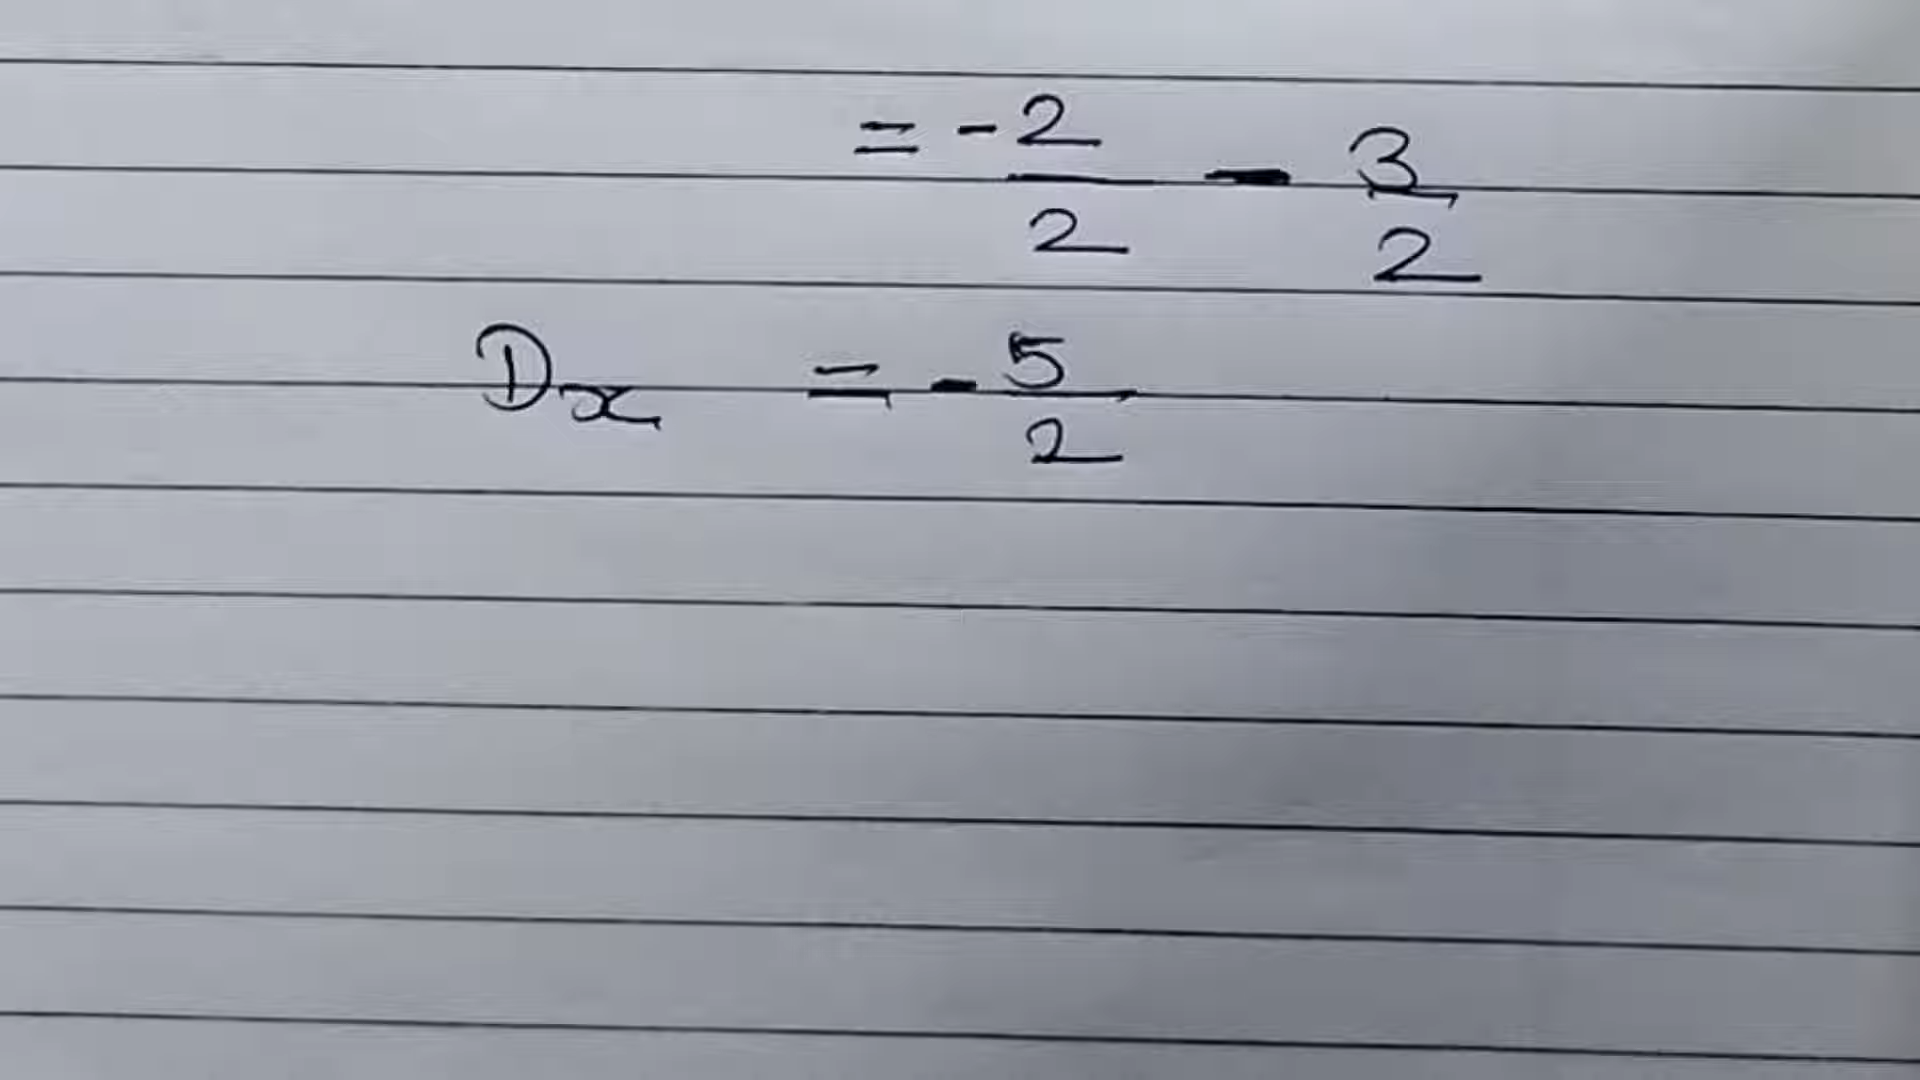 = -2/2 - 3/2
Dx = -5/2